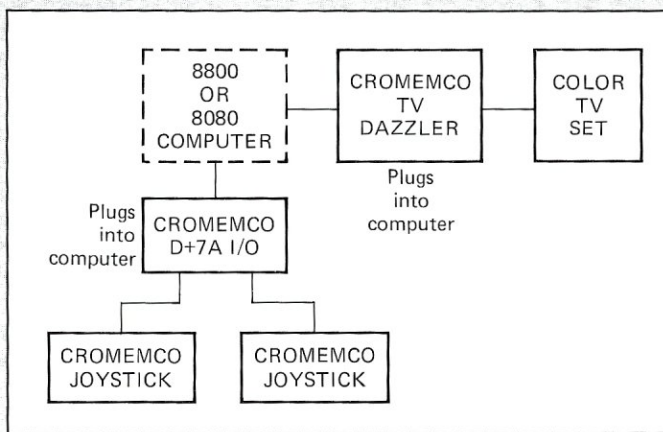 8800
OR
8080
COMPUTER
CROMEMCO
TV
DAZZLER
COLOR
TV
SET
Plugs
into
computer
Plugs
into
computer
CROMEMCO
D+7A I/O
CROMEMCO
JOYSTICK
CROMEMCO
JOYSTICK